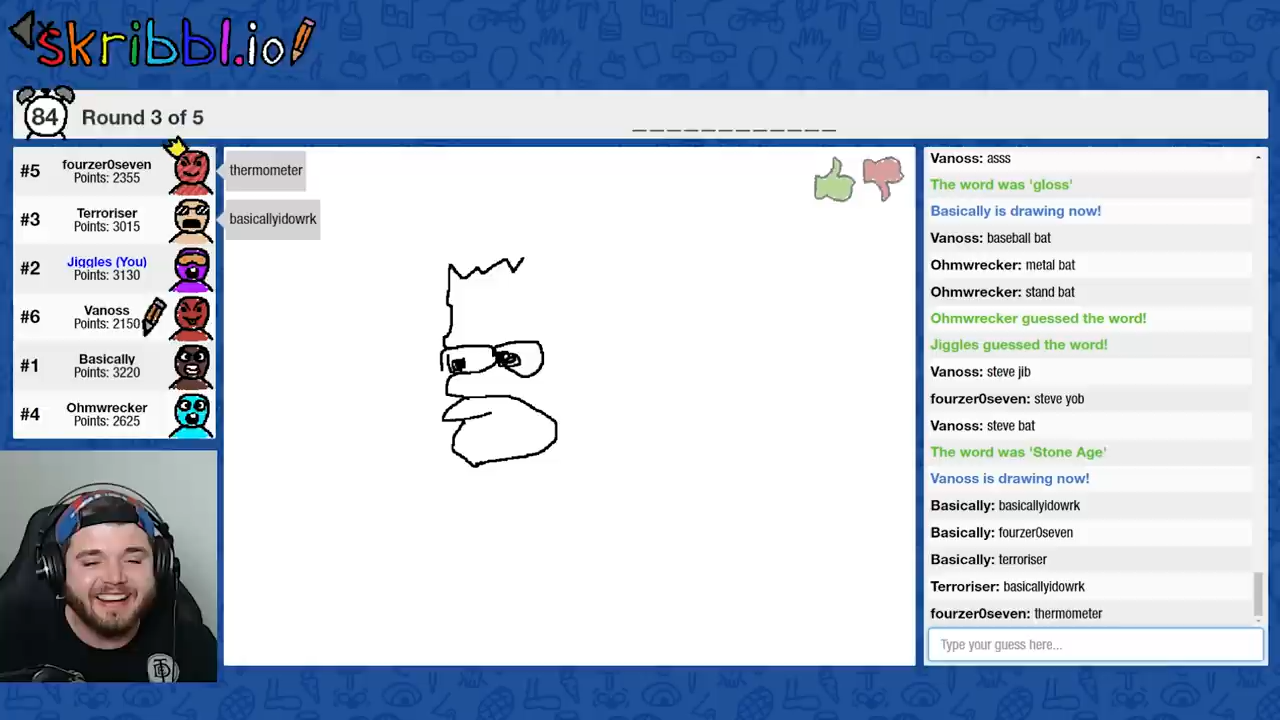 skribbl.io
84 Round 3 of 5
____________
#5 fourzer0seven
Points: 2355
thermometer
#3 Terroriser
Points: 3015
basicallyidowrk
#2 Jiggles (You)
Points: 3130
#6 Vanoss
Points: 2150
#1 Basically
Points: 3220
#4 Ohmwrecker
Points: 2625
Vanoss: asss
The word was 'gloss'
Basically is drawing now!
Vanoss: baseball bat
Ohmwrecker: metal bat
Ohmwrecker: stand bat
Ohmwrecker guessed the word!
Jiggles guessed the word!
Vanoss: steve jib
fourzer0seven: steve yob
Vanoss: steve bat
The word was 'Stone Age'
Vanoss is drawing now!
Basically: basicallyidowrk
Basically: fourzer0seven
Basically: terroriser
Terroriser: basicallyidowrk
fourzer0seven: thermometer
Type your guess here...